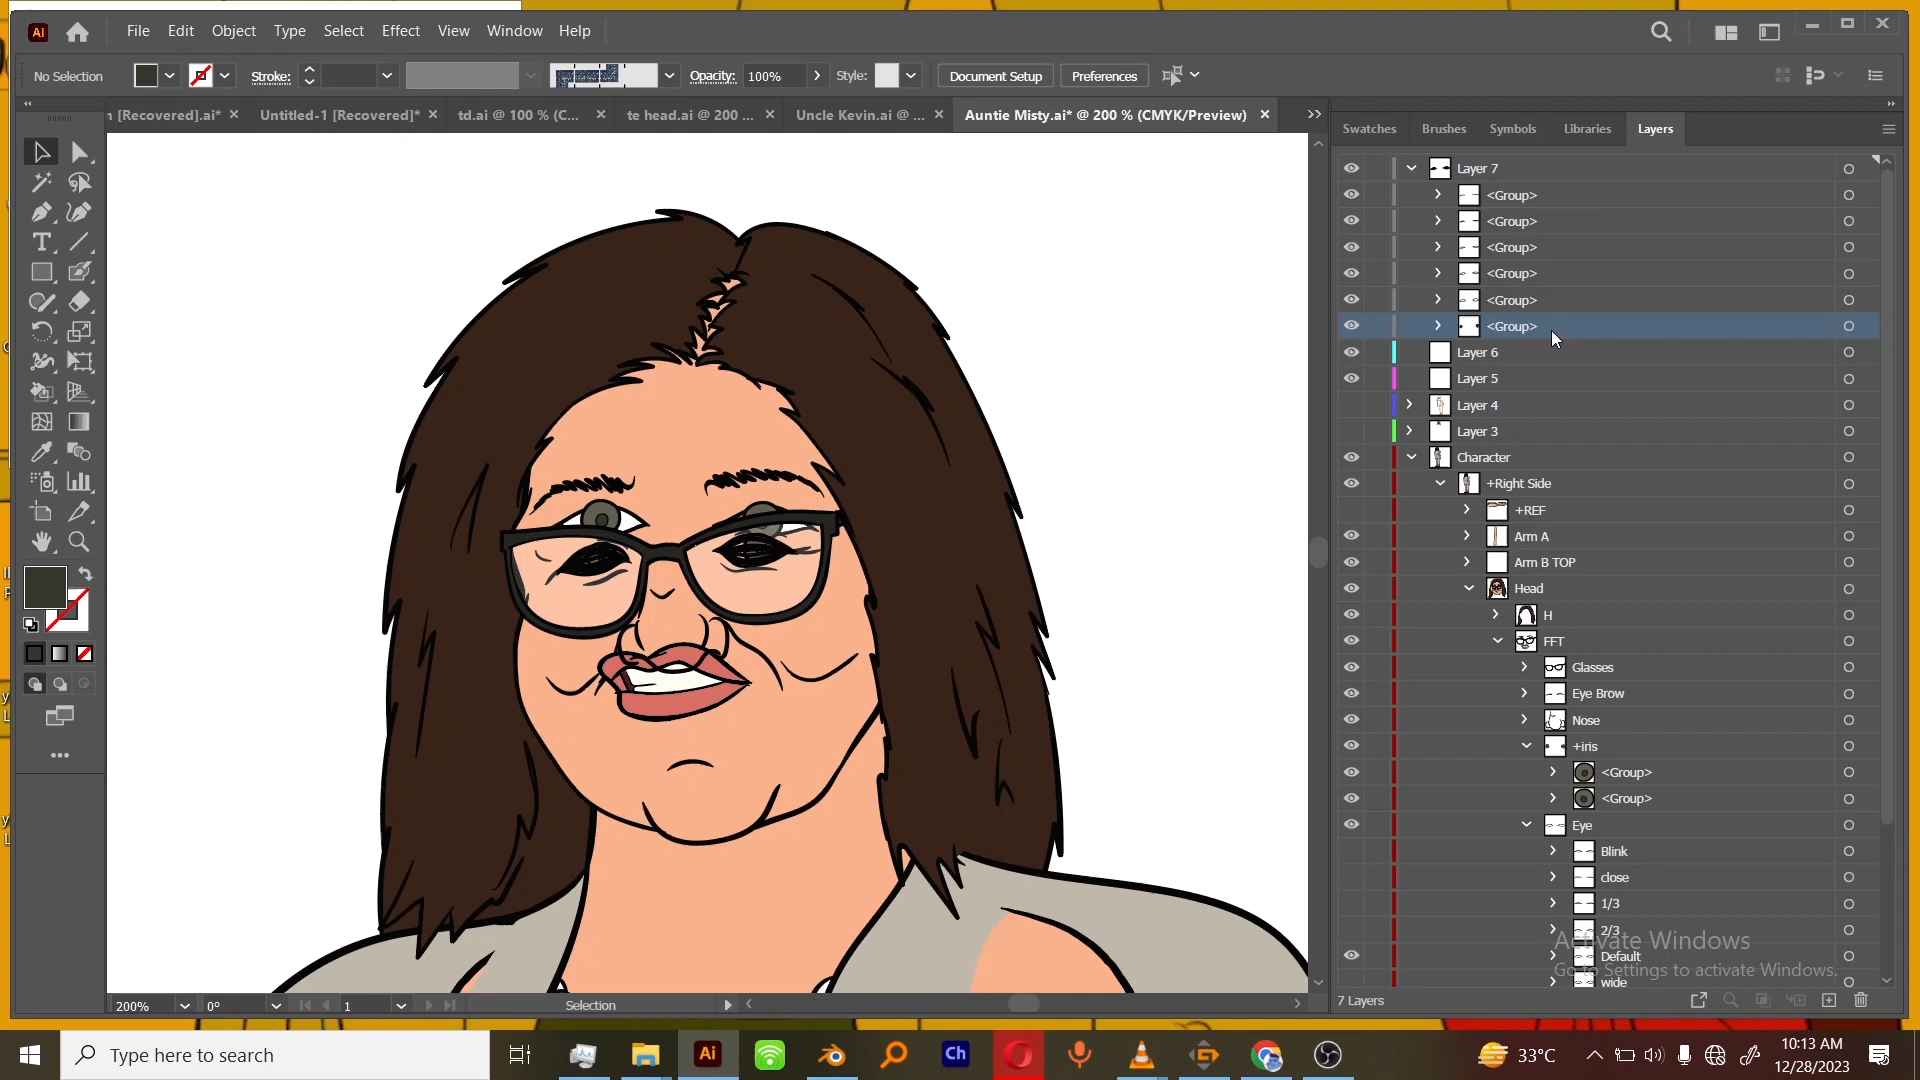 Ai File Edit Object Type Select Effect View Window Help
No Selection Stroke: Opacity: 100% Style: Document Setup Preferences
[Recovered].ai* Untitled-1 [Recovered]* td.ai @ 100 % (C... te head.ai @ 200 ... Uncle Kevin.ai @ ... Auntie Misty.ai* @ 200 % (CMYK/Preview)
Swatches Brushes Symbols Libraries Layers
Layer 7
<Group>
<Group>
<Group>
<Group>
<Group>
<Group>
Layer 6
Layer 5
Layer 4
Layer 3
Character
+Right Side
+REF
Arm A
Arm B TOP
Head
H
FFT
Glasses
Eye Brow
Nose
+iris
<Group>
<Group>
Eye
Blink
close
1/3
2/3
Activate Windows
Default
Go to Settings to activate Windows.
wide
200% 0° 1 Selection
7 Layers
Type here to search
Ai Ch
33°C
10:13 AM
12/28/2023